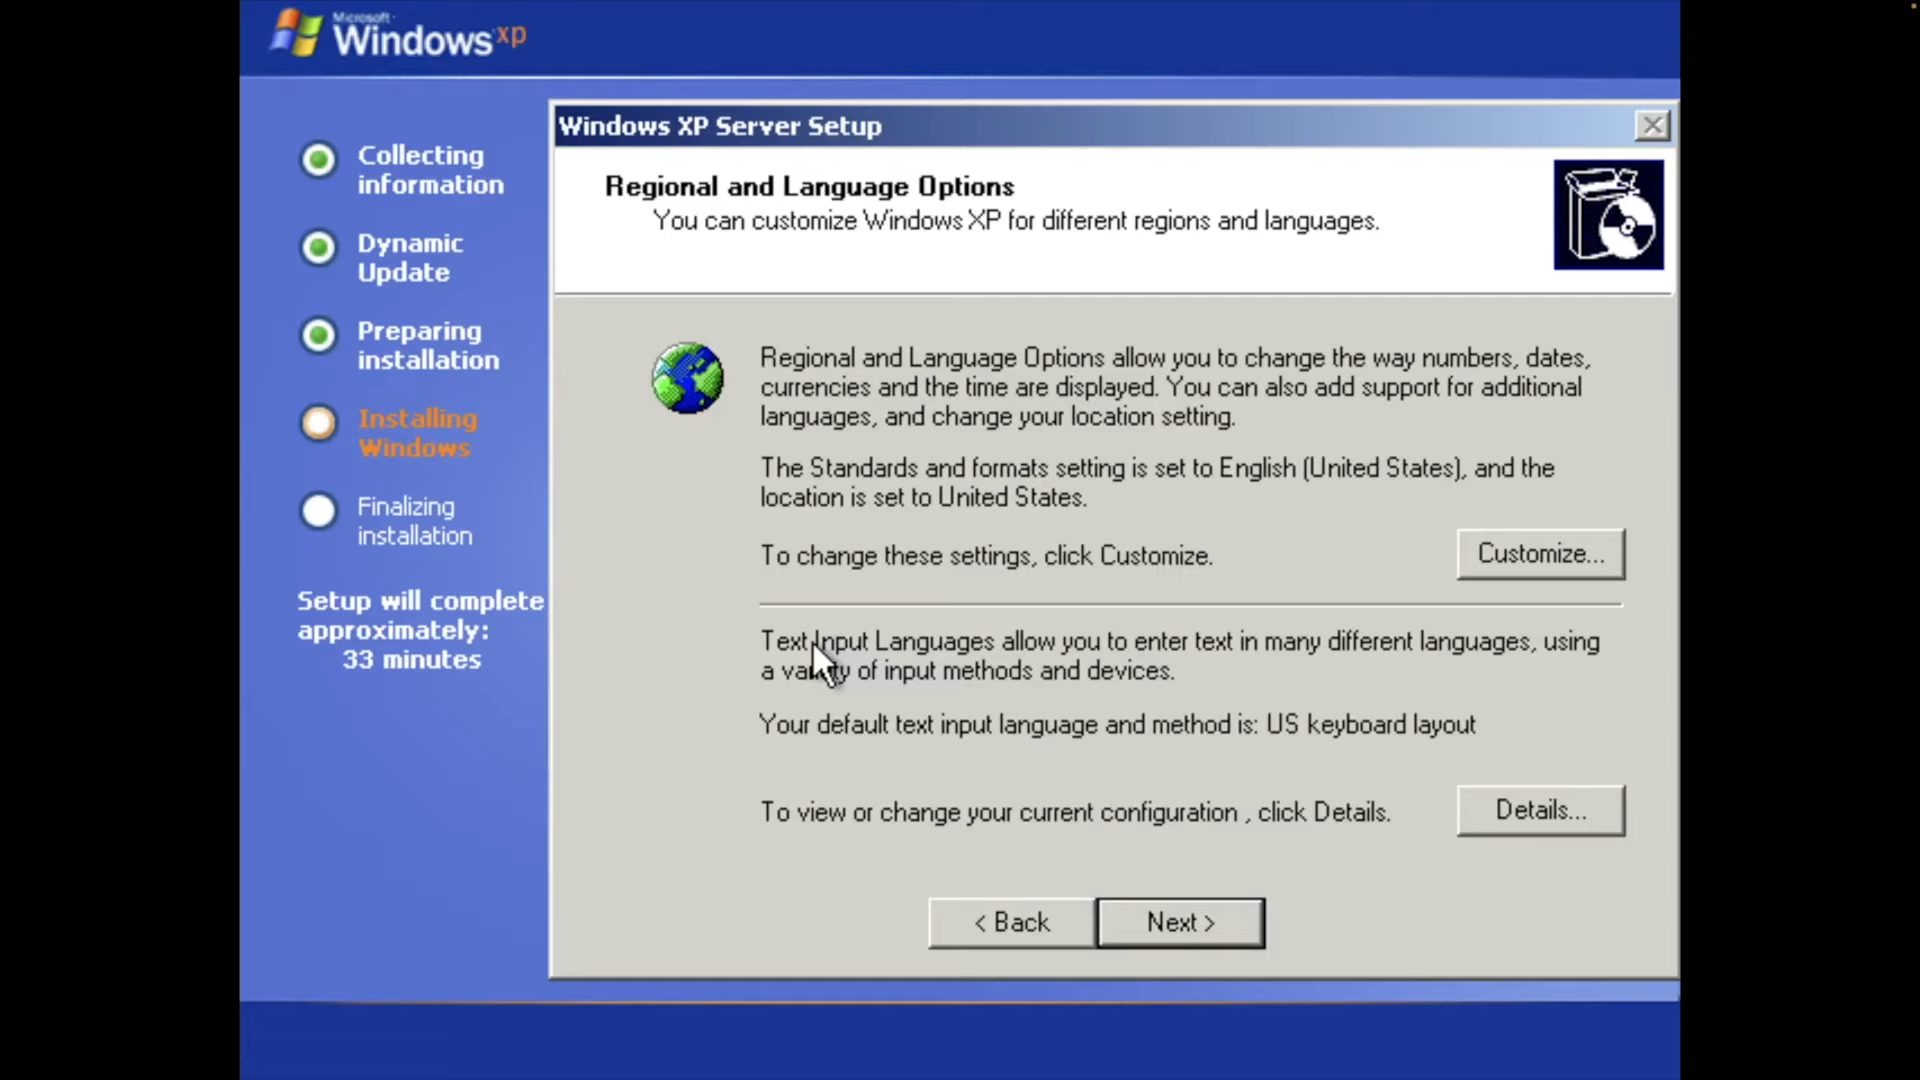 Microsoft
Windows xp
Collecting
information
Dynamic
Update
Preparing
installation
Installing
Windows
Finalizing
installation
Setup will complete
approximately:
33 minutes
Windows XP Server Setup
Regional and Language Options
You can customize Windows XP for different regions and languages.
Regional and Language Options allow you to change the way numbers, dates,
currencies and the time are displayed. You can also add support for additional
languages, and change your location setting.
The Standards and formats setting is set to English (United States), and the
location is set to United States.
To change these settings, click Customize.
Customize...
Text Input Languages allow you to enter text in many different languages, using
a variety of input methods and devices.
Your default text input language and method is: US keyboard layout
To view or change your current configuration , click Details.
Details...
< Back
Next >